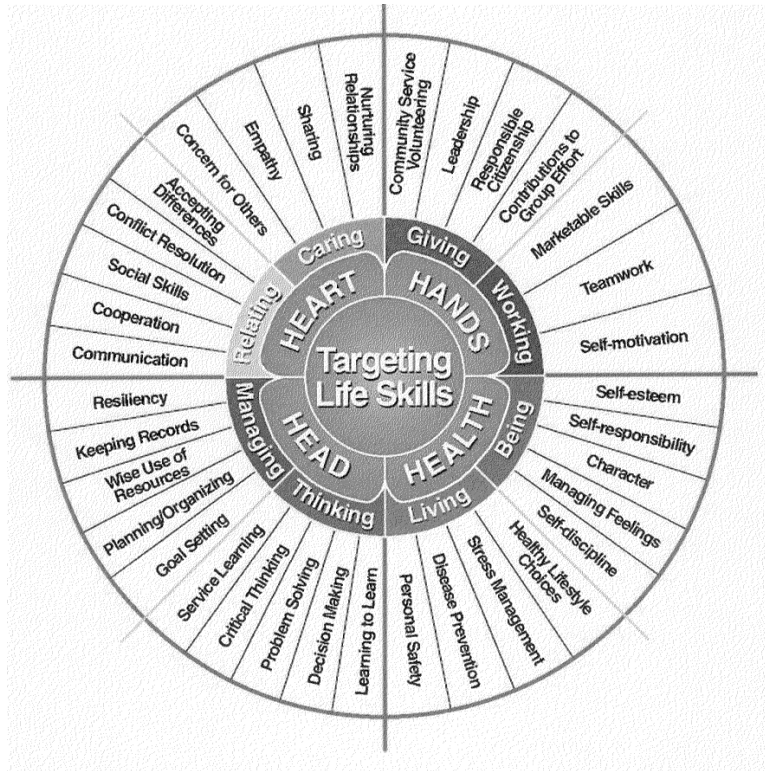 Targeting
Life Skills
HEART
HANDS
HEALTH
HEAD
Relating
Caring
Giving
Working
Being
Living
Thinking
Managing
Communication
Cooperation
Social Skills
Conflict Resolution
Accepting
Differences
Concern for Others
Empathy
Sharing
Nurturing
Relationships
Community Service
Volunteering
Leadership
Responsible
Citizenship
Contributions to
Group Effort
Marketable Skills
Teamwork
Self-motivation
Self-esteem
Self-responsibility
Character
Managing Feelings
Self-discipline
Healthy Lifestyle
Choices
Stress Management
Disease Prevention
Personal Safety
Learning to Learn
Decision Making
Problem Solving
Critical Thinking
Service Learning
Goal Setting
Planning/Organizing
Wise Use of
Resources
Keeping Records
Resiliency